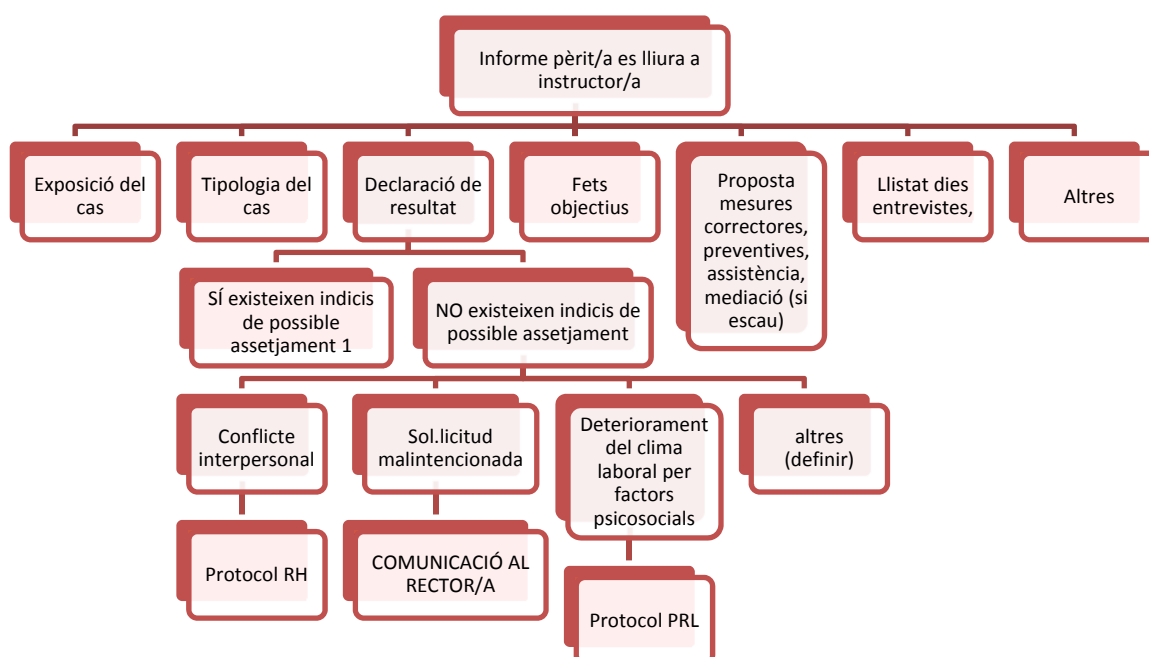 Informe pèrit/a es lliura a
instructor/a
Exposició del
cas
Tipologia del
cas
Declaració de
resultat
Fets
objectius
Proposta
mesures
correctores,
preventives,
assistència,
mediació (si
escau)
Llistat dies
entrevistes,
Altres
SÍ existeixen indicis
de possible
assetjament 1
NO existeixen indicis de
possible assetjament
Conflicte
interpersonal
Sol.licitud
malintencionada
Deteriorament
del clima
laboral per
factors
psicosocials
altres
(definir)
Protocol RH
COMUNICACIÓ AL
RECTOR/A
Protocol PRL